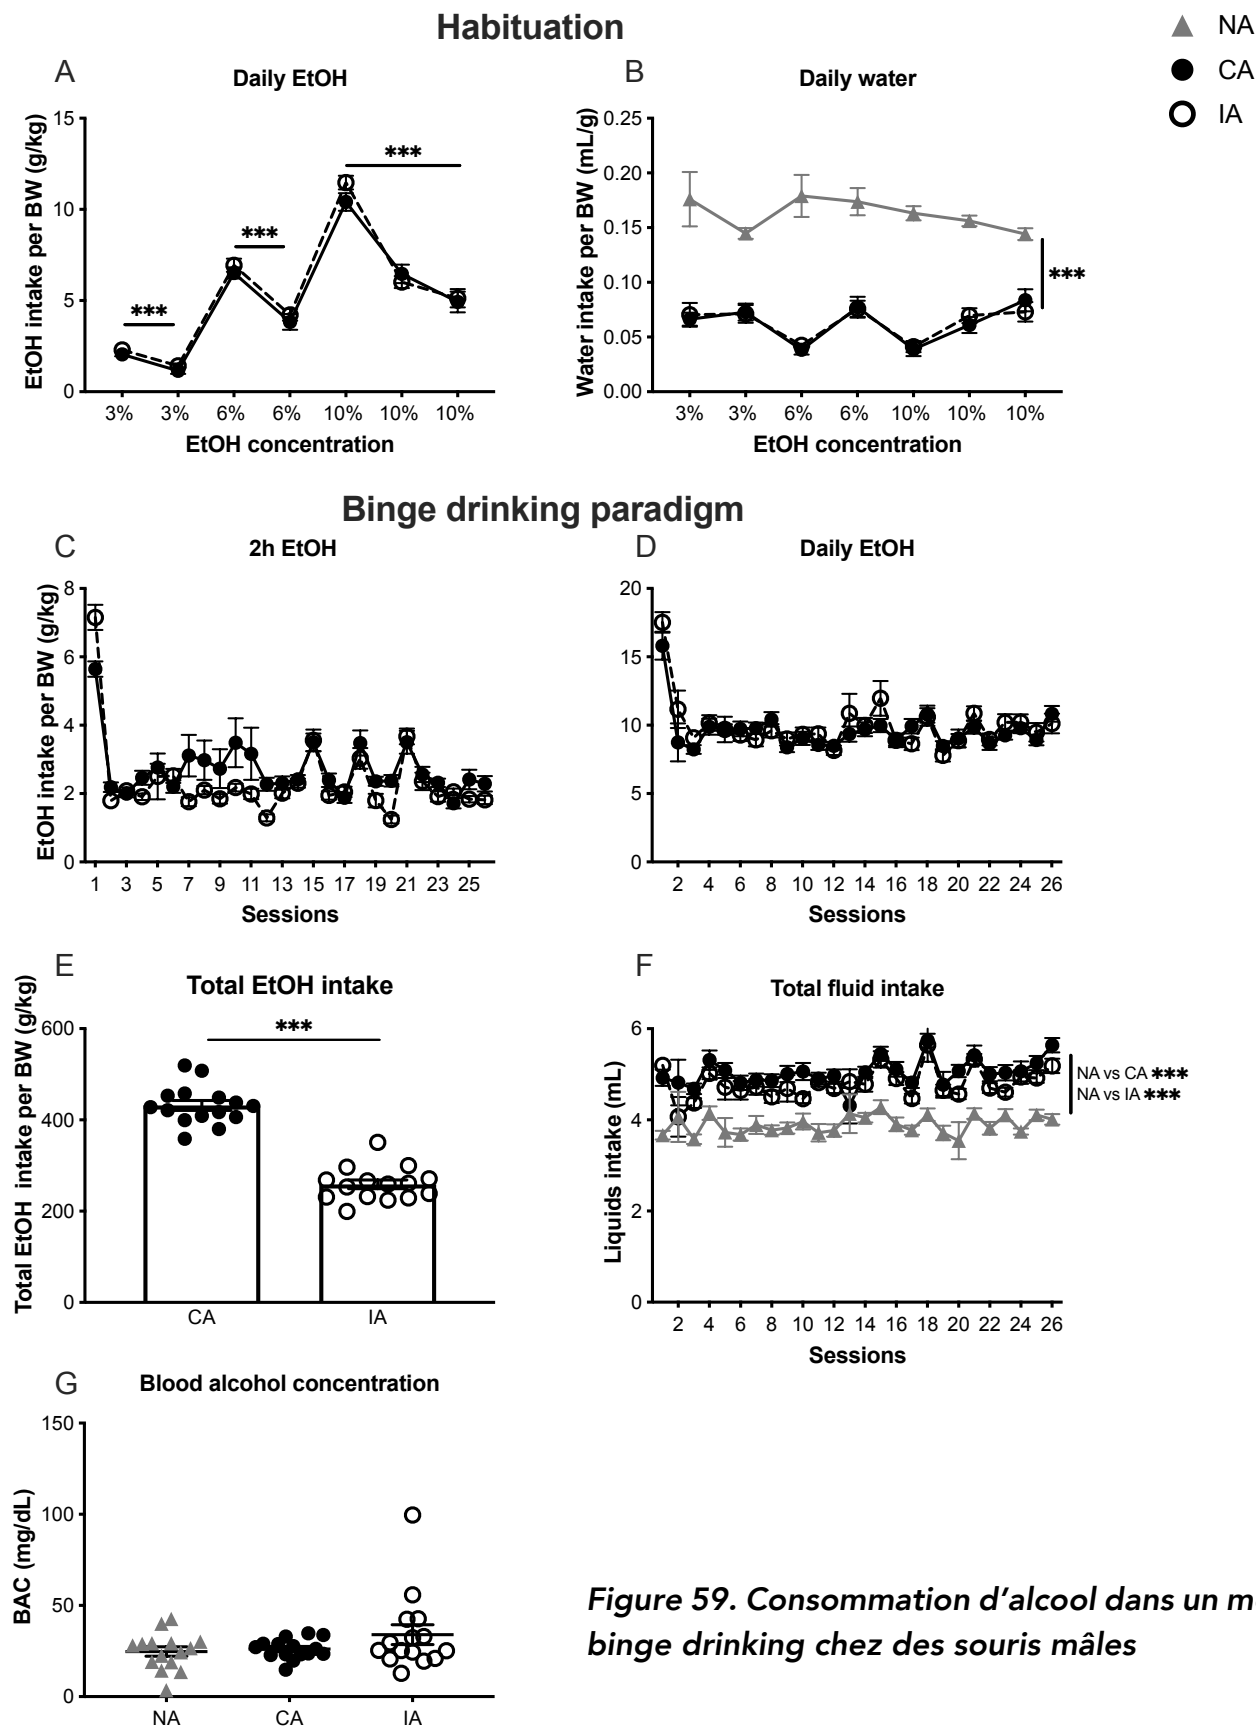 Habituation
NA
CA
IA
A
Daily EtOH
EtOH intake per BW (g/kg)
15
10
5
0
***
***
***
3% 3% 6% 6% 10% 10% 10%
EtOH concentration
B
Daily water
Water intake per BW (mL/g)
0.25
0.20
0.15
0.10
0.05
0.00
***
3% 3% 6% 6% 10% 10% 10%
EtOH concentration
Binge drinking paradigm
C
2h EtOH
EtOH intake per BW (g/kg)
8
6
4
2
0
1 3 5 7 9 11 13 15 17 19 21 23 25
Sessions
D
Daily EtOH
20
15
10
5
0
2 4 6 8 10 12 14 16 18 20 22 24 26
Sessions
E
Total EtOH intake
Total EtOH intake per BW (g/kg)
600
400
200
0
***
CA IA
F
Total fluid intake
Liquids intake (mL)
6
4
2
0
NA vs CA ***
NA vs IA ***
2 4 6 8 10 12 14 16 18 20 22 24 26
Sessions
G
Blood alcohol concentration
BAC (mg/dL)
150
100
50
0
NA CA IA
Figure 59. Consommation d'alcool dans un
binge drinking chez des souris mâles